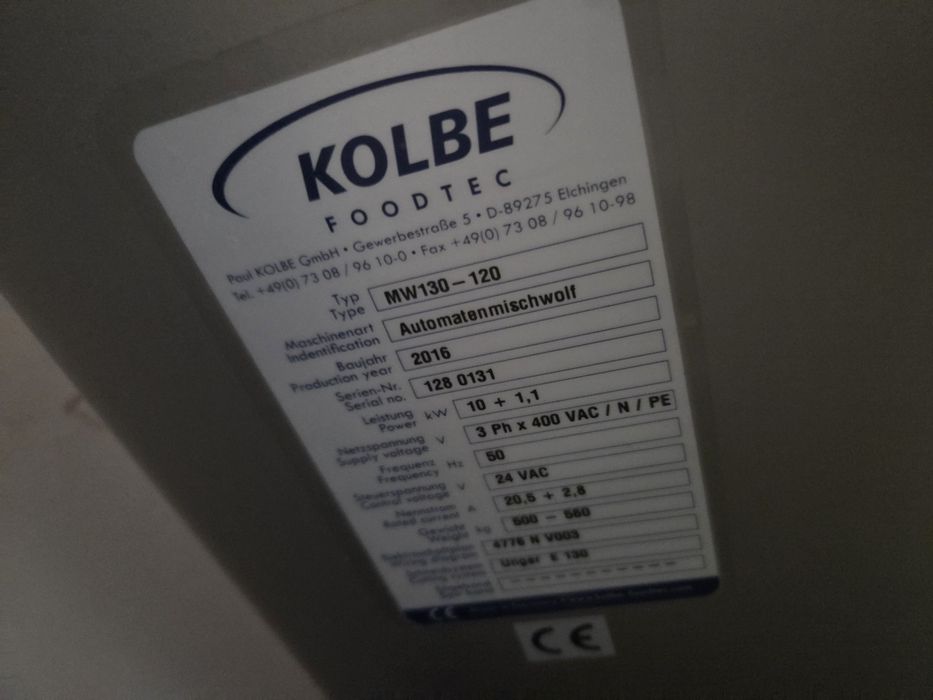 KOLBE
FOODTEC
Paul KOLBE GmbH • Gewerbestraße 5 • D-89275 Elchingen
Tel. +49(0) 73 08 / 96 10-0 • Fax +49(0) 73 08 / 96 10-98
Typ
Type
MW130-120
Maschinenart
Indentification
Automatenmischwolf
Baujahr
Production year
2016
Serien-Nr.
Serial no.
128 0131
Leistung
Power
kW
10 + 1,1
Netzspannung
Supply voltage
V
3 Ph x 400 VAC / N / PE
Frequenz
Frequency
Hz
50
Steuerspannung
Control voltage
V
24 VAC
Nennstrom
Rated current
A
20,5 + 2,8
Gewicht
Weight
kg
4776 N V003
Unger E 130
CE
CE